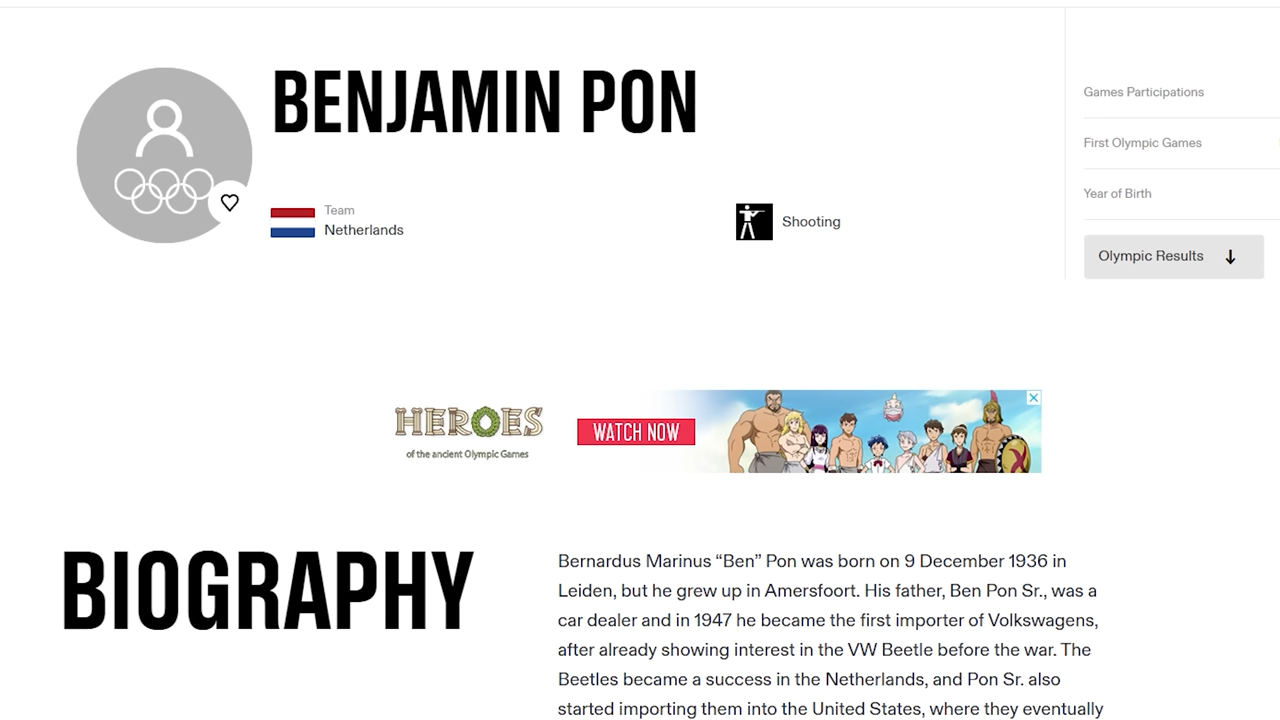 BENJAMIN PON
Team
Netherlands
Shooting
Games Participations
First Olympic Games
Year of Birth
Olympic Results
HEROES
of the ancient Olympic Games
WATCH NOW
BIOGRAPHY
Bernardus Marinus “Ben” Pon was born on 9 December 1936 in
Leiden, but he grew up in Amersfoort. His father, Ben Pon Sr., was a
car dealer and in 1947 he became the first importer of Volkswagens,
after already showing interest in the VW Beetle before the war. The
Beetles became a success in the Netherlands, and Pon Sr. also
started importing them into the United States, where they eventually